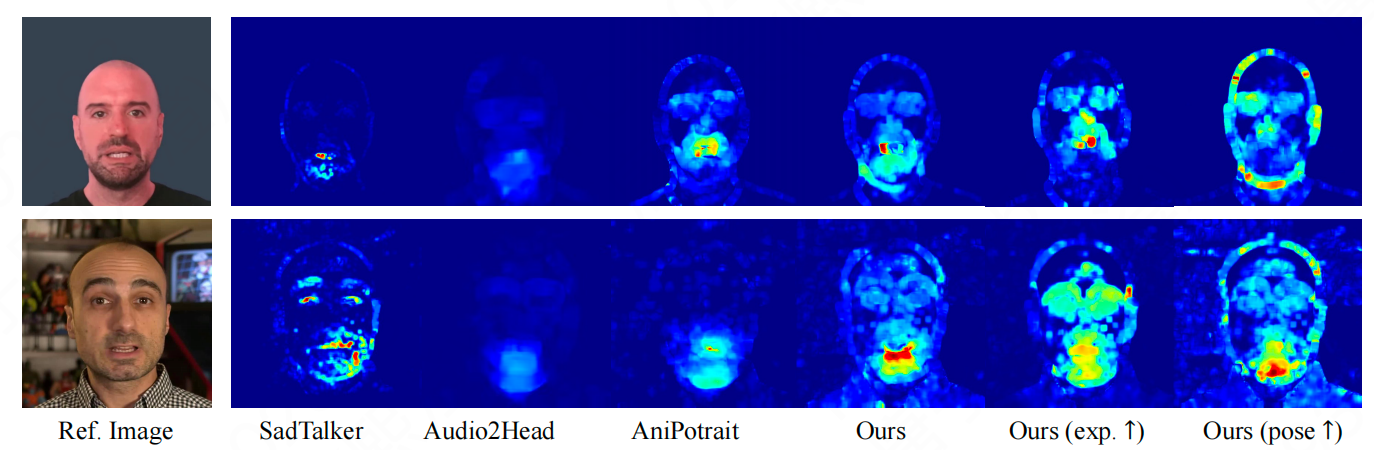 Ref. Image SadTalker Audio2Head AniPotrait Ours Ours (exp. ↑) Ours (pose ↑)